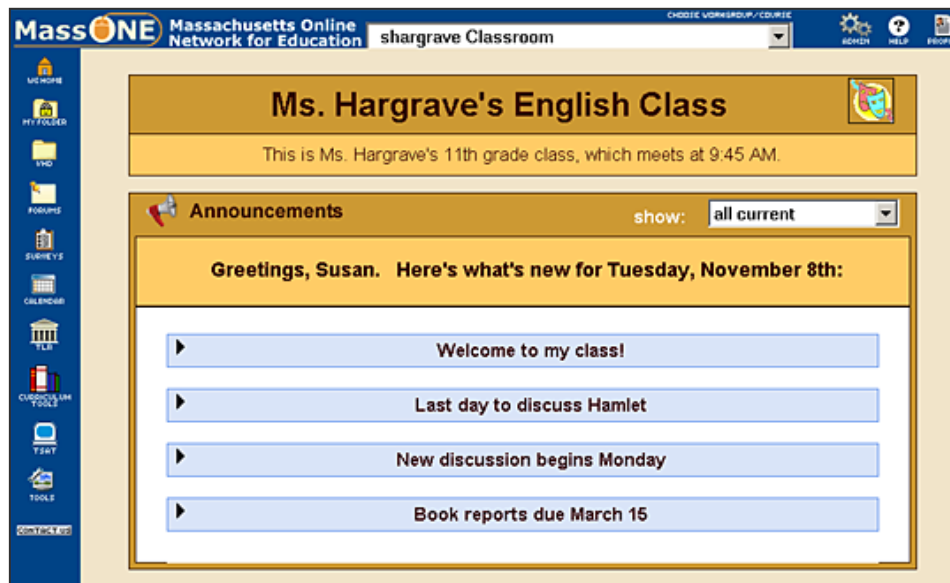 CHOOSE WORKGROUP/COURSE
MassONE Massachusetts Online
Network for Education
shargrave Classroom
ADMIN
HELP
WG HOME
MY FOLDER
VHD
FORUMS
SURVEYS
CALENDAR
TLR
CURRICULUM
TOOLS
TSAT
TOOLS
CONTACT US
Ms. Hargrave's English Class
This is Ms. Hargrave's 11th grade class, which meets at 9:45 AM.
Announcements
show: all current
Greetings, Susan. Here's what's new for Tuesday, November 8th:
Welcome to my class!
Last day to discuss Hamlet
New discussion begins Monday
Book reports due March 15